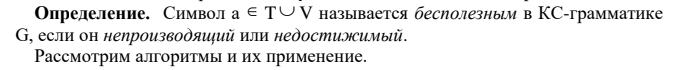 Определение. Символ a ∈ T ∪ V называется бесполезным в КС-грамматике
G, если он непроизводящий или недостижимый.
Рассмотрим алгоритмы и их применение.